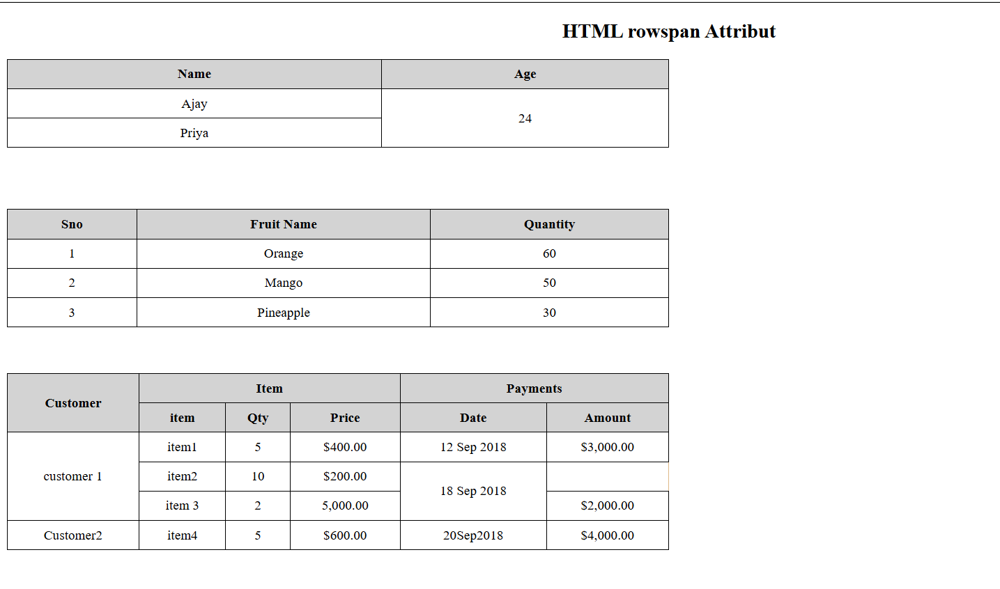 HTML rowspan Attribut
Name Age
Ajay
24
Priya
Sno Fruit Name Quantity
1 Orange 60
2 Mango 50
3 Pineapple 30
Item Payments
Customer
item Qty Price Date Amount
item1 5 $400.00 12 Sep 2018 $3,000.00
customer 1 item2 10 $200.00
18 Sep 2018
item 3 2 5,000.00 $2,000.00
Customer2 item4 5 $600.00 20Sep2018 $4,000.00